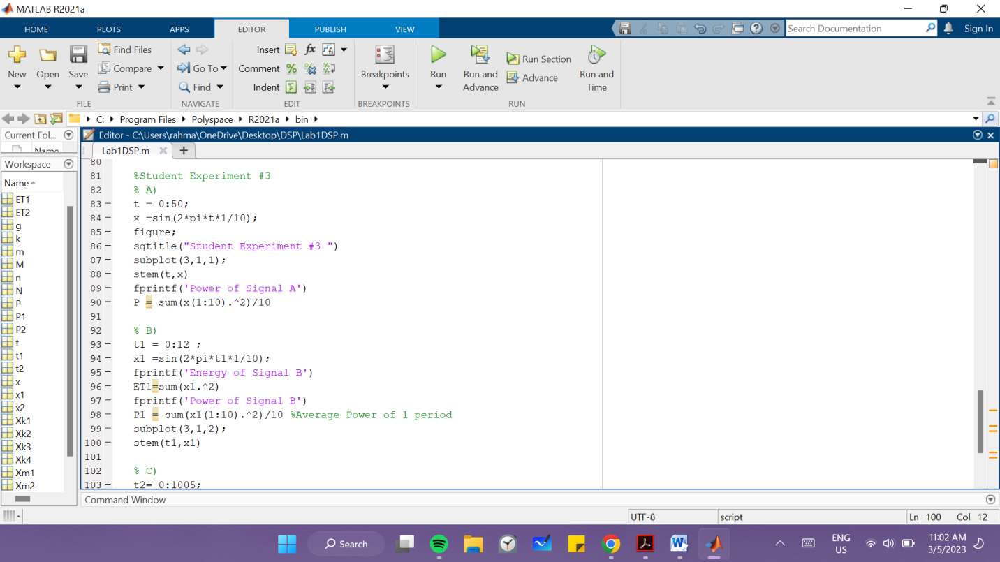 MATLAB R2021a
HOME PLOTS APPS EDITOR PUBLISH VIEW Search Documentation Sign In
New Open Save Find Files Compare Print Go To Find Insert fx Comment Indent Breakpoints Run Run and Advance Run Section Advance Run and Time
FILE NAVIGATE EDIT BREAKPOINTS RUN
C: Program Files Polyspace R2021a bin
Current Fol...
Name
Workspace
Name
ET1
ET2
g
k
m
M
n
N
P
P1
P2
t
t1
t2
x
x1
x2
Xk1
Xk2
Xk3
Xk4
Xm1
Xm2
Editor - C:\Users\rahma\OneDrive\Desktop\DSP\Lab1DSP.m
Lab1DSP.m
80
81 %Student Experiment #3
82 % A)
83 t = 0:50;
84 x =sin(2*pi*t*1/10);
85 figure;
86 sgtitle("Student Experiment #3 ")
87 subplot(3,1,1);
88 stem(t,x)
89 fprintf('Power of Signal A')
90 P = sum(x(1:10).^2)/10
91
92 % B)
93 t1 = 0:12 ;
94 x1 =sin(2*pi*t1*1/10);
95 fprintf('Energy of Signal B')
96 ET1=sum(x1.^2)
97 fprintf('Power of Signal B')
98 P1 = sum(x1(1:10).^2)/10 %Average Power of 1 period
99 subplot(3,1,2);
100 stem(t1,x1)
101
102 % C)
103 t2= 0:1005;
Command Window
UTF-8 script Ln 100 Col 12
Search
ENG
US
11:02 AM
3/5/2023